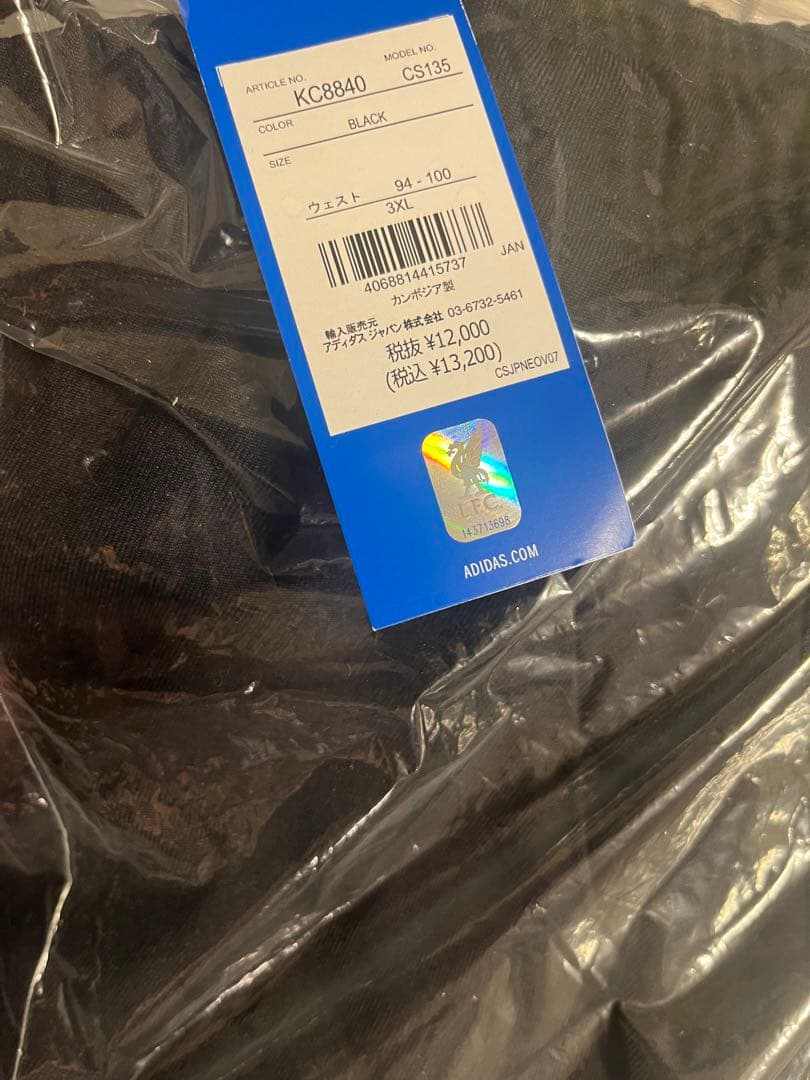 ARTICLE NO. MODEL NO.
KC8840 CS135
COLOR BLACK
SIZE
ウェスト 94 - 100
3XL
4068814415737 JAN
カンボジア製
輸入販売元
アディダス ジャパン株式会社 03-6732-5461
税抜 ¥12,000
(税込 ¥13,200)
CSJPNEOV07
L.F.C.
143713698
ADIDAS.COM